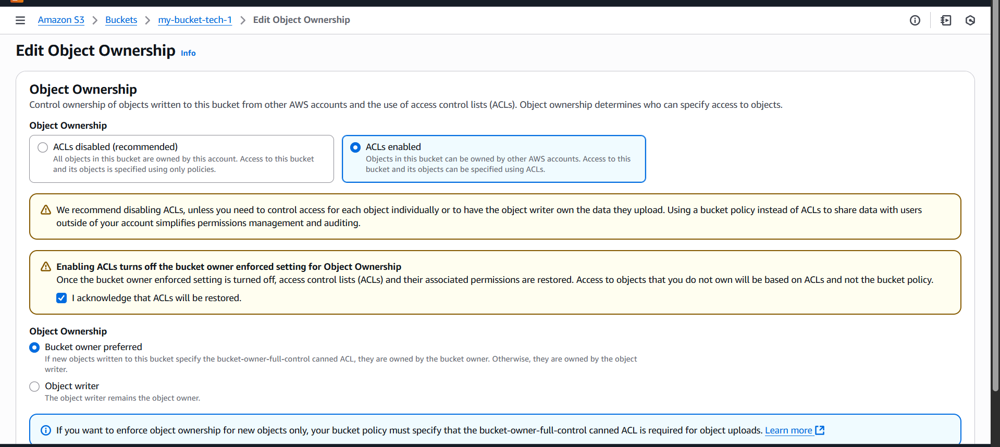 Amazon S3 > Buckets > my-bucket-tech-1 > Edit Object Ownership
Edit Object Ownership Info
Object Ownership
Control ownership of objects written to this bucket from other AWS accounts and the use of access control lists (ACLs). Object ownership determines who can specify access to objects.
Object Ownership
ACLs disabled (recommended)
All objects in this bucket are owned by this account. Access to this bucket
and its objects is specified using only policies.
ACLs enabled
Objects in this bucket can be owned by other AWS accounts. Access to this
bucket and its objects can be specified using ACLs.
We recommend disabling ACLs, unless you need to control access for each object individually or to have the object writer own the data they upload. Using a bucket policy instead of ACLs to share data with users
outside of your account simplifies permissions management and auditing.
Enabling ACLs turns off the bucket owner enforced setting for Object Ownership
Once the bucket owner enforced setting is turned off, access control lists (ACLs) and their associated permissions are restored. Access to objects that you do not own will be based on ACLs and not the bucket policy.
I acknowledge that ACLs will be restored.
Object Ownership
Bucket owner preferred
If new objects written to this bucket specify the bucket-owner-full-control canned ACL, they are owned by the bucket owner. Otherwise, they are owned by the object
writer.
Object writer
The object writer remains the object owner.
If you want to enforce object ownership for new objects only, your bucket policy must specify that the bucket-owner-full-control canned ACL is required for object uploads. Learn more